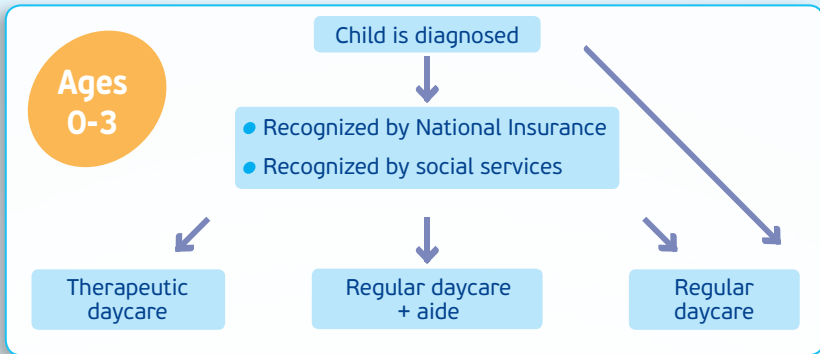 Child is diagnosed
Ages
0-3
● Recognized by National Insurance
● Recognized by social services
Therapeutic
daycare
Regular daycare
+ aide
Regular
daycare